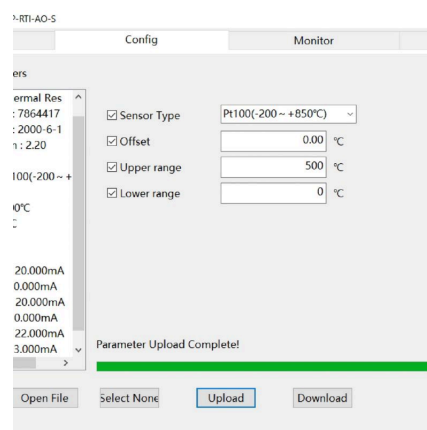 P-RTI-AO-S
Config
Monitor
ers
ermal Res
: 7864417
: 2000-6-1
n : 2.20
100(-200 ~ +
00℃
20.000mA
0.000mA
20.000mA
0.000mA
22.000mA
3.000mA
Sensor Type
Pt100(-200 ~ +850℃)
Offset
0.00
℃
Upper range
500
℃
Lower range
0
℃
Parameter Upload Complete!
Open File
Select None
Upload
Download